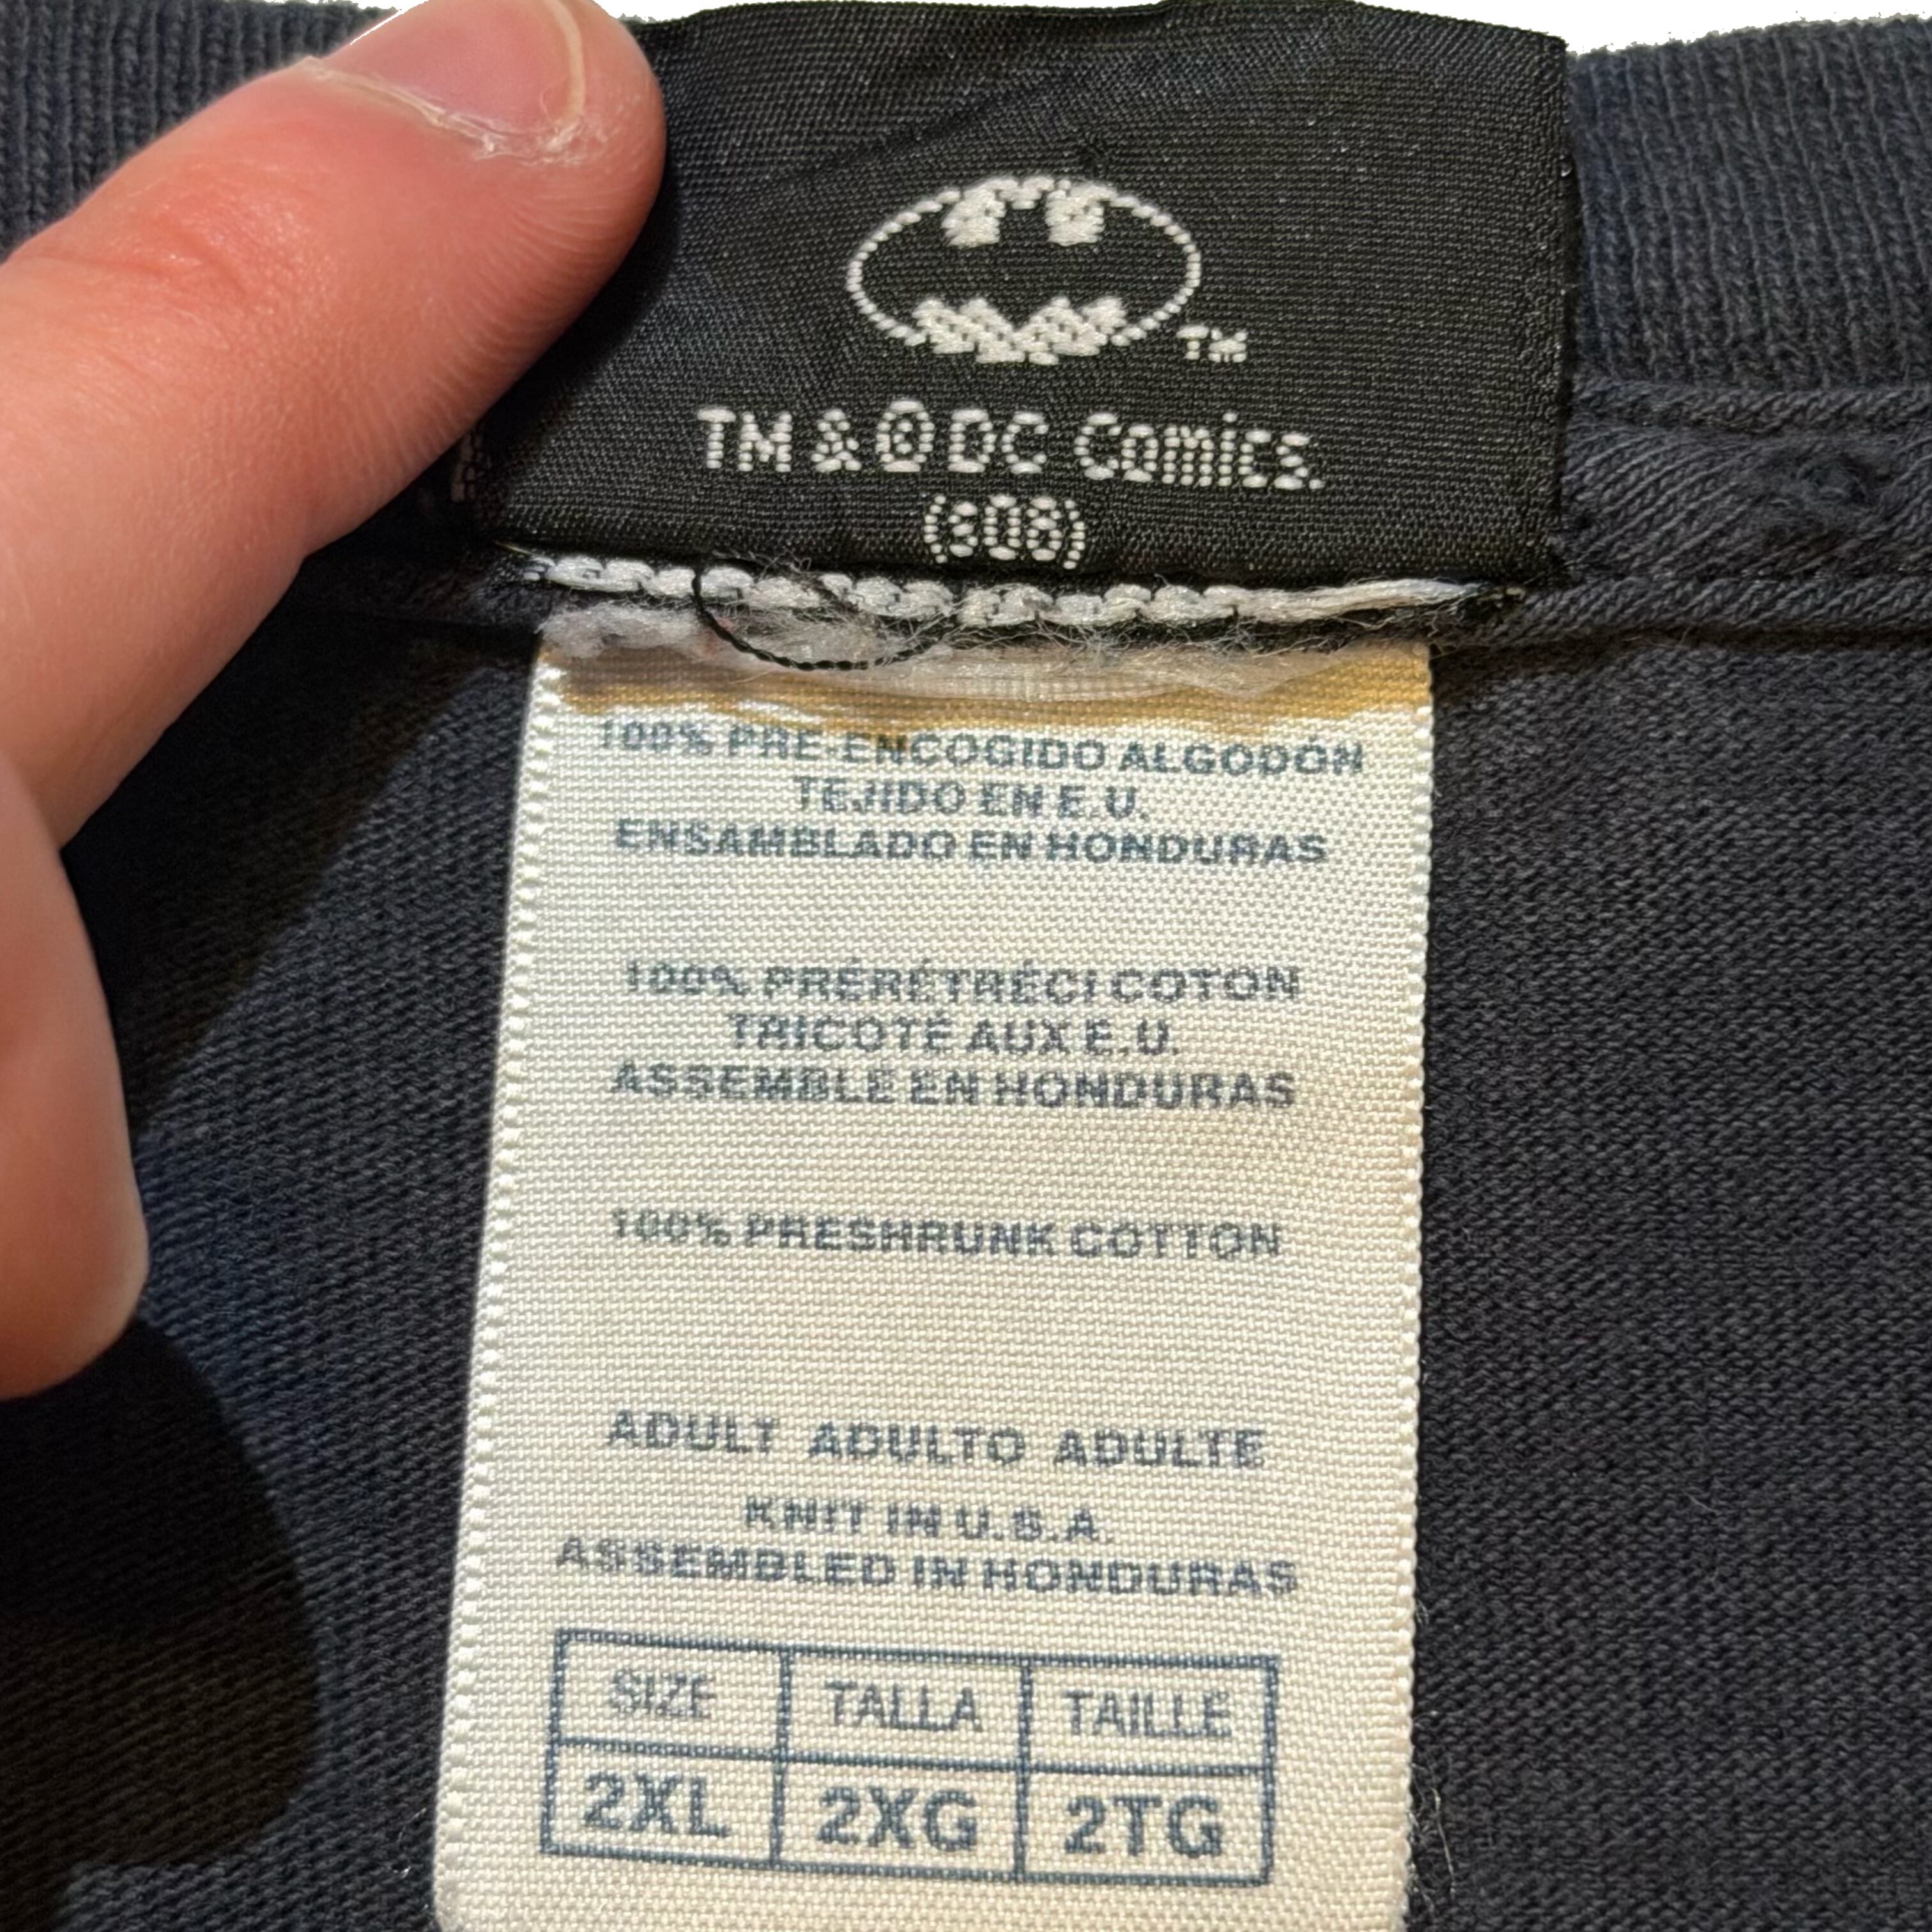 TM
TM & © DC Comics.
(s08)
100% PRE-ENCOGIDO ALGODÓN
TEJIDO EN E.U.
ENSAMBLADO EN HONDURAS
100% PRÉRÉTRÉCI COTON
TRICOTÉ AUX E.U.
ASSEMBLÉ EN HONDURAS
100% PRESHRUNK COTTON
ADULT ADULTO ADULTE
KNIT IN U.S.A.
ASSEMBLED IN HONDURAS
SIZE TALLA TAILLE
2XL 2XG 2TG